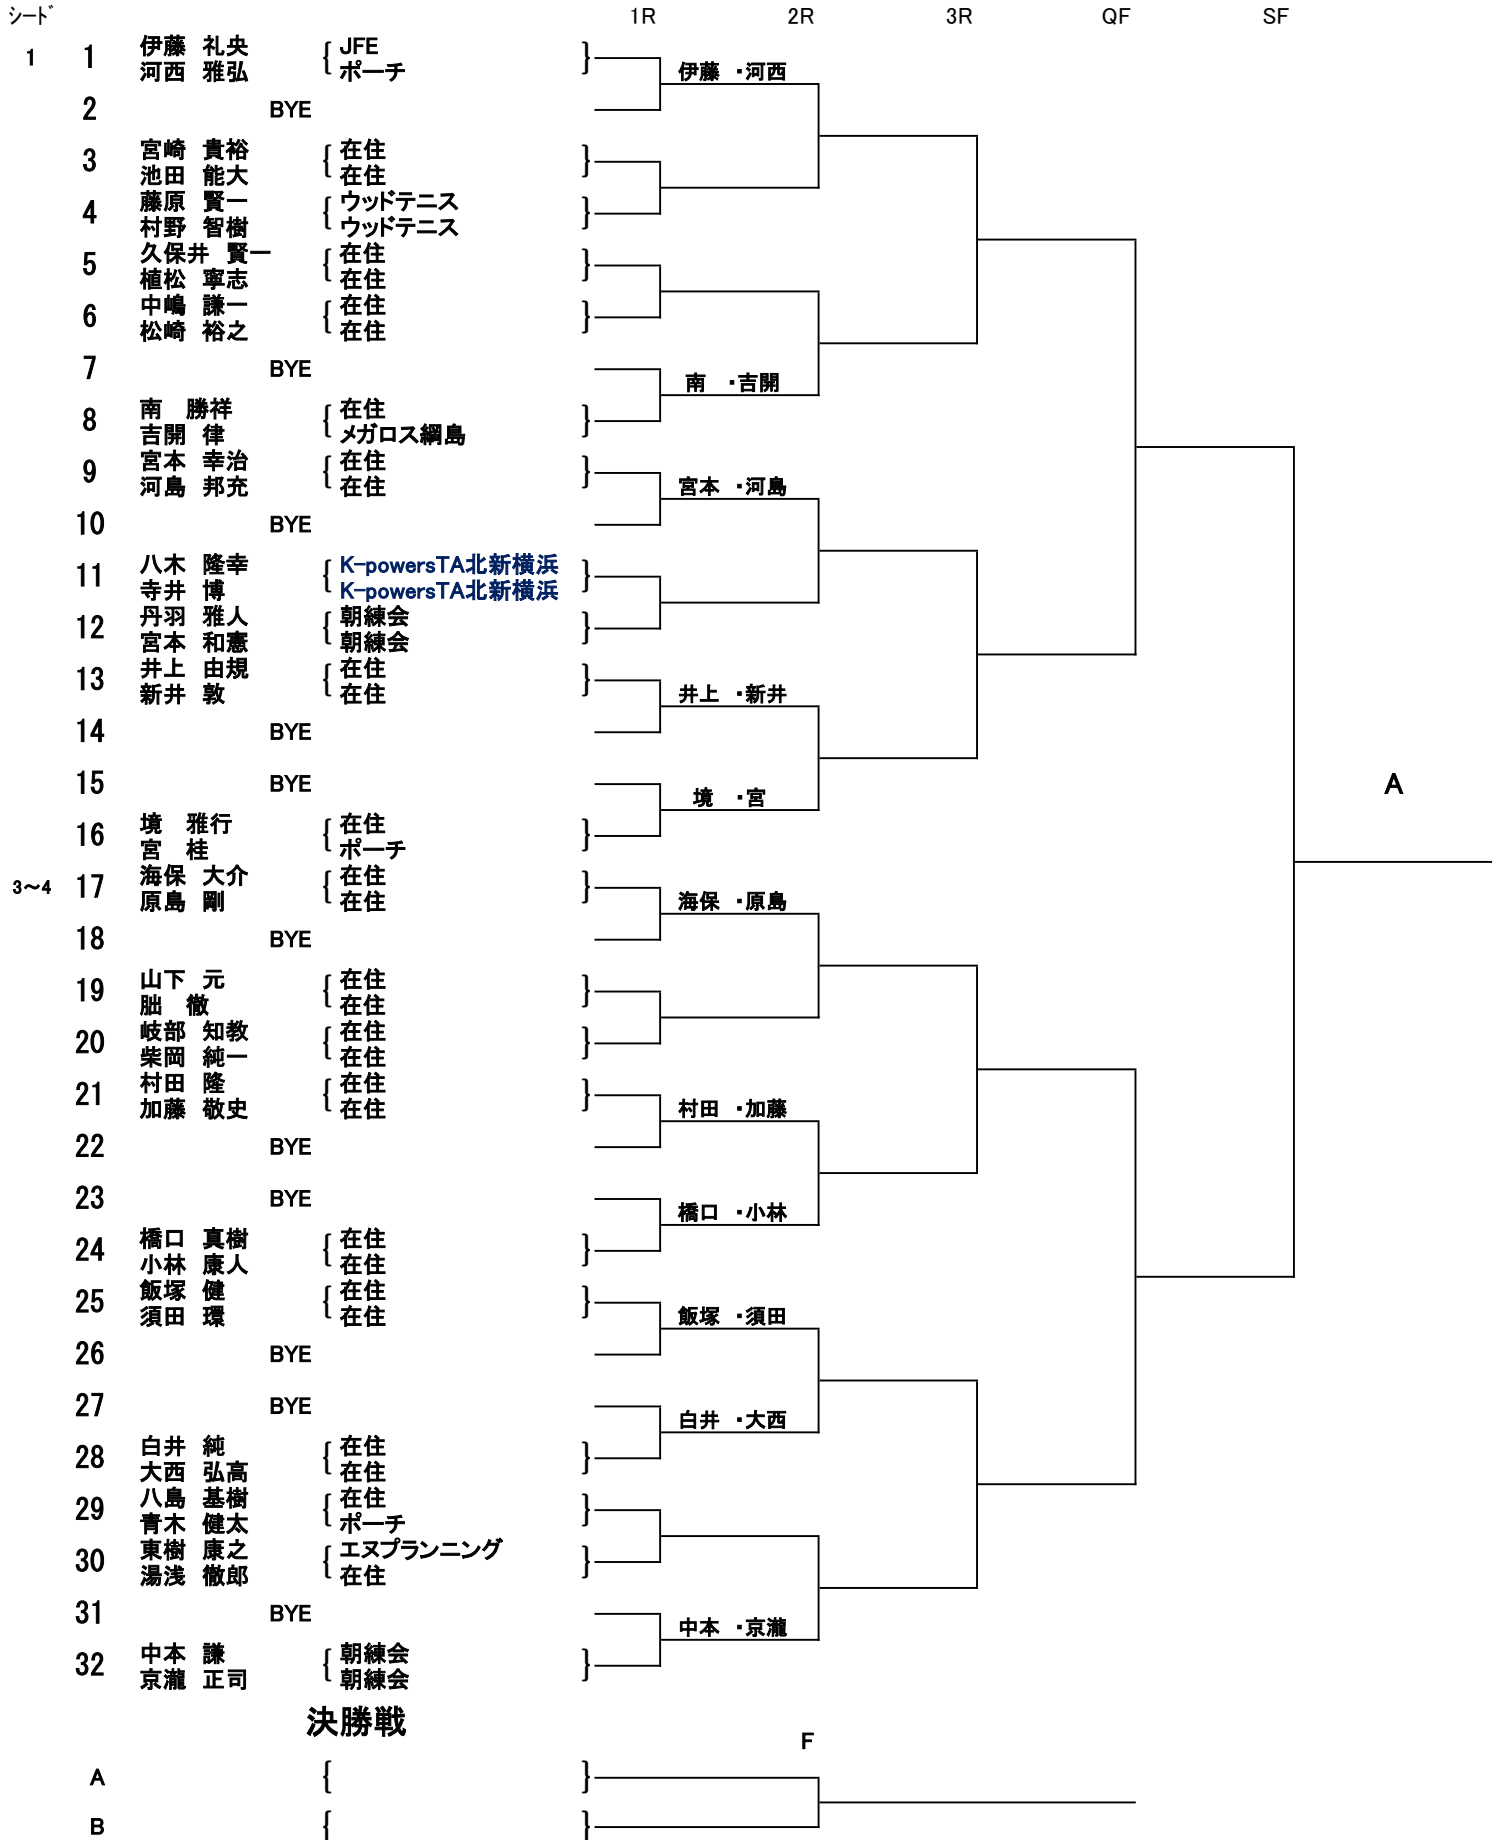 ｼｰﾄﾞ 1R 2R 3R QF SF
1 1 伊藤 礼央 { JFE }
河西 雅弘 ポーチ
伊藤 ・河西
2 BYE
3 宮崎 貴裕 { 在住 }
池田 能大 在住
4 藤原 賢一 { ウッドテニス }
村野 智樹 ウッドテニス
5 久保井 賢一 { 在住 }
植松 寧志 在住
6 中嶋 謙一 { 在住 }
松崎 裕之 在住
7 BYE
南 ・吉開
8 南 勝祥 { 在住 }
吉開 律 メガロス綱島
9 宮本 幸治 { 在住 }
河島 邦充 在住
宮本 ・河島
10 BYE
11 八木 隆幸 { K-powersTA北新横浜 }
寺井 博 K-powersTA北新横浜
12 丹羽 雅人 { 朝練会 }
宮本 和憲 朝練会
13 井上 由規 { 在住 }
新井 敦 在住
井上 ・新井
14 BYE
15 BYE
A
境 ・宮
16 境 雅行 { 在住 }
宮 桂 ポーチ
3～4 17 海保 大介 { 在住 }
原島 剛 在住
海保 ・原島
18 BYE
19 山下 元 { 在住 }
朏 徹 在住
20 岐部 知教 { 在住 }
柴岡 純一 在住
21 村田 隆 { 在住 }
加藤 敬史 在住
村田 ・加藤
22 BYE
23 BYE
橋口 ・小林
24 橋口 真樹 { 在住 }
小林 康人 在住
25 飯塚 健 { 在住 }
須田 環 在住
飯塚 ・須田
26 BYE
27 BYE
白井 ・大西
28 白井 純 { 在住 }
大西 弘高 在住
29 八島 基樹 { 在住 }
青木 健太 ポーチ
30 東樹 康之 { エヌプランニング }
湯浅 徹郎 在住
31 BYE
中本 ・京瀧
32 中本 謙 { 朝練会 }
京瀧 正司 朝練会
決勝戦
F
A { }
B { }